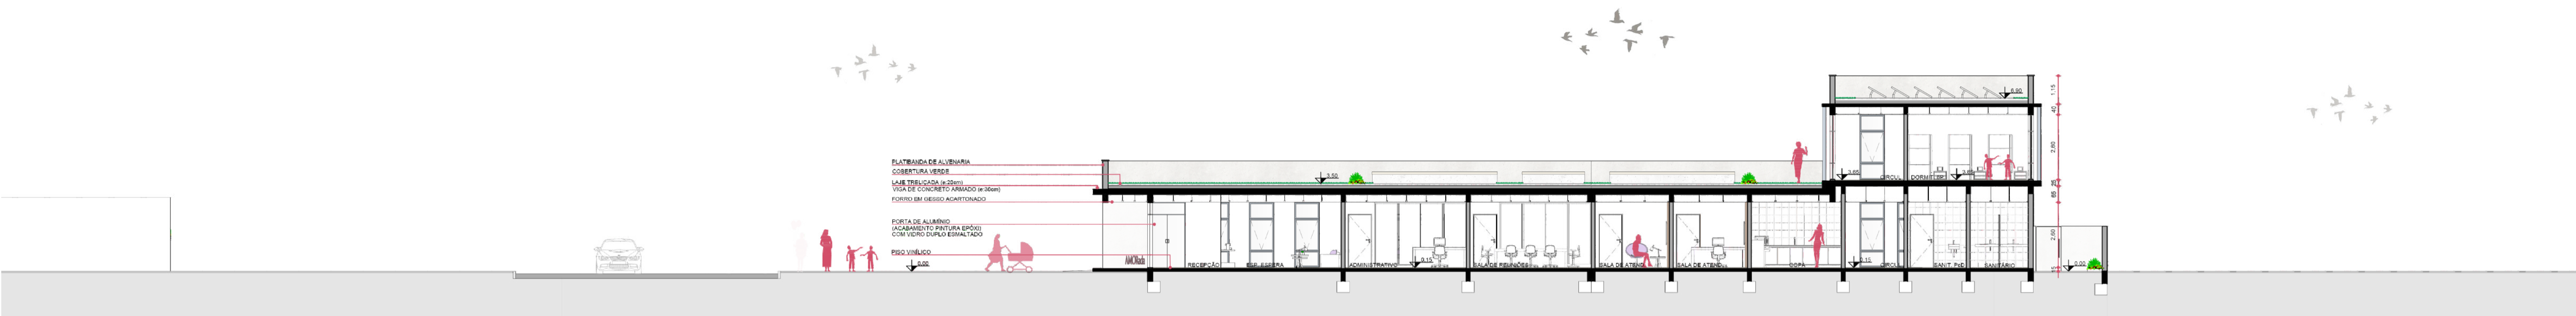 PLATIBANDA DE ALVENARIA
COBERTURA VERDE
LAJE TRELIÇADA (e:20cm)
VIGA DE CONCRETO ARMADO (e:30cm)
FORRO EM GESSO ACARTONADO
PORTA DE ALUMÍNIO
(ACABAMENTO PINTURA EPÓXI)
COM VIDRO DUPLO ESMALTADO
PISO VINÍLICO
0.00
RECEPÇÃO
ESP. ESPERA
ADMINISTRATIVO
0.15
SALA DE REUNIÕES
SALA DE ATEND.
SALA DE ATEND.
COPA
0.15
CIRCUL.
SANIT. PcD
SANITÁRIO
0.00
3.50
3.65
CIRCUL.
6.90
1,15
40
2,60
65
2,60
15